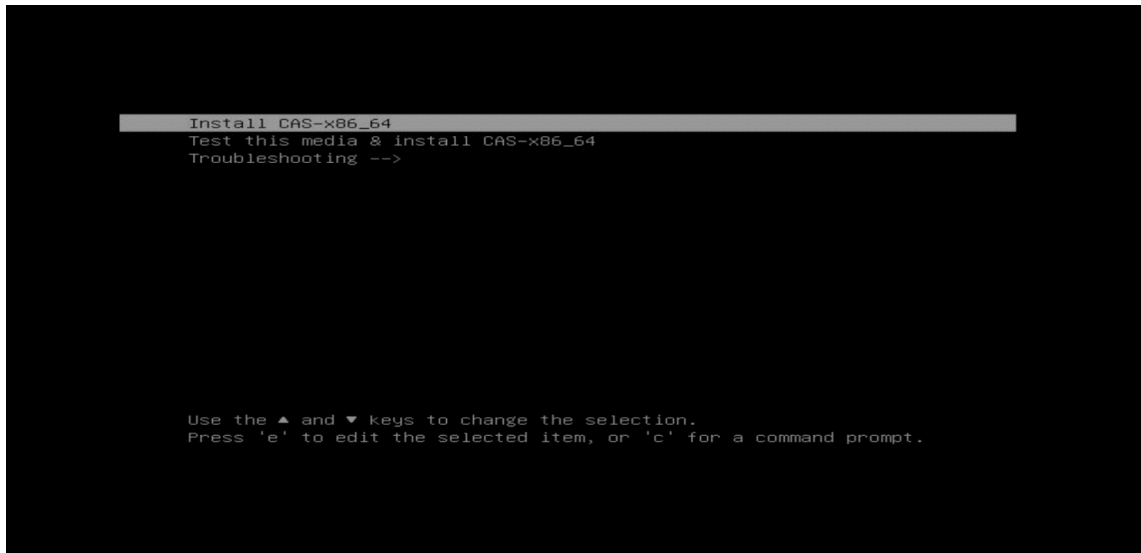 Install CAS-x86_64
Test this media & install CAS-x86_64
Troubleshooting -->
Use the ▲ and ▼ keys to change the selection.
Press 'e' to edit the selected item, or 'c' for a command prompt.